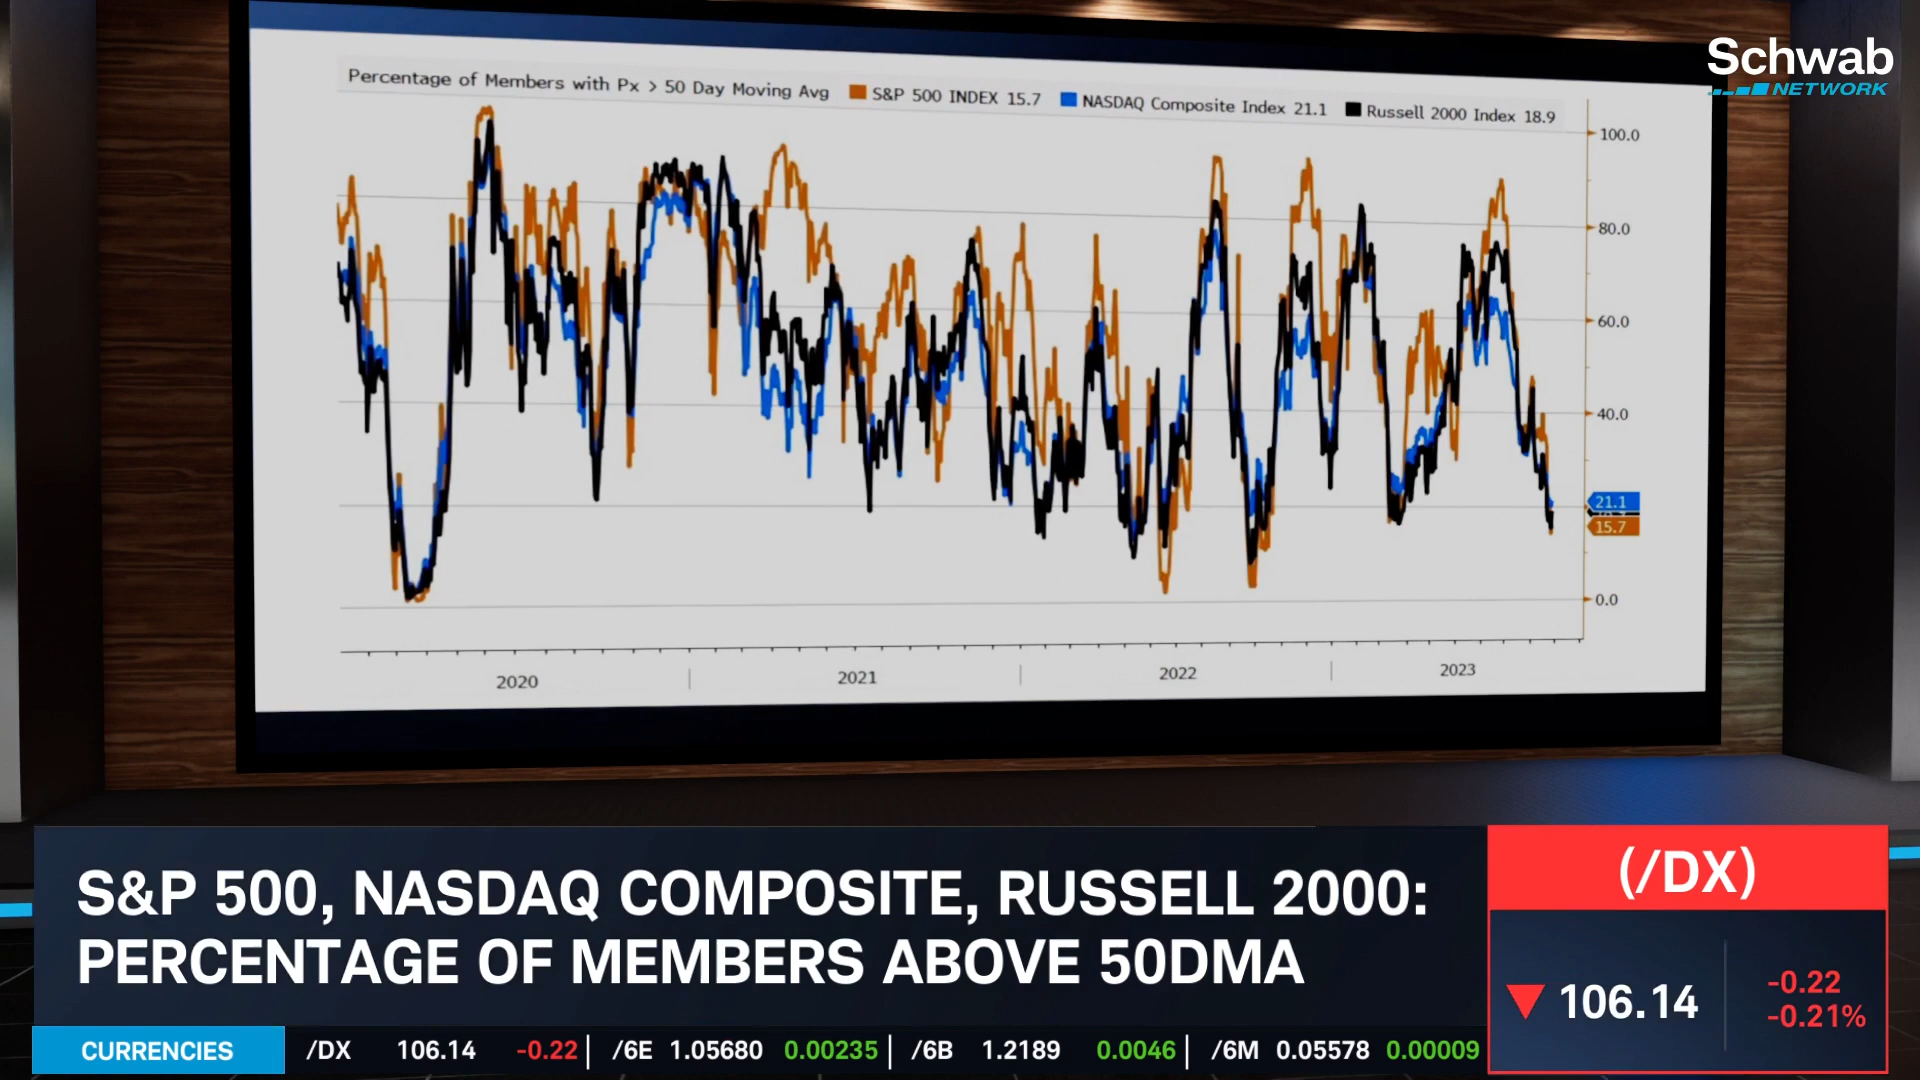 Schwab
NETWORK
Percentage of Members with Px > 50 Day Moving Avg S&P 500 INDEX 15.7 NASDAQ Composite Index 21.1 Russell 2000 Index 18.9
100.0
80.0
60.0
40.0
21.1
15.7
0.0
2020 2021 2022 2023
S&P 500, NASDAQ COMPOSITE, RUSSELL 2000:
PERCENTAGE OF MEMBERS ABOVE 50DMA
(/DX)
106.14
-0.22
-0.21%
CURRENCIES /DX 106.14 -0.22 /6E 1.05680 0.00235 /6B 1.2189 0.0046 /6M 0.05578 0.00009